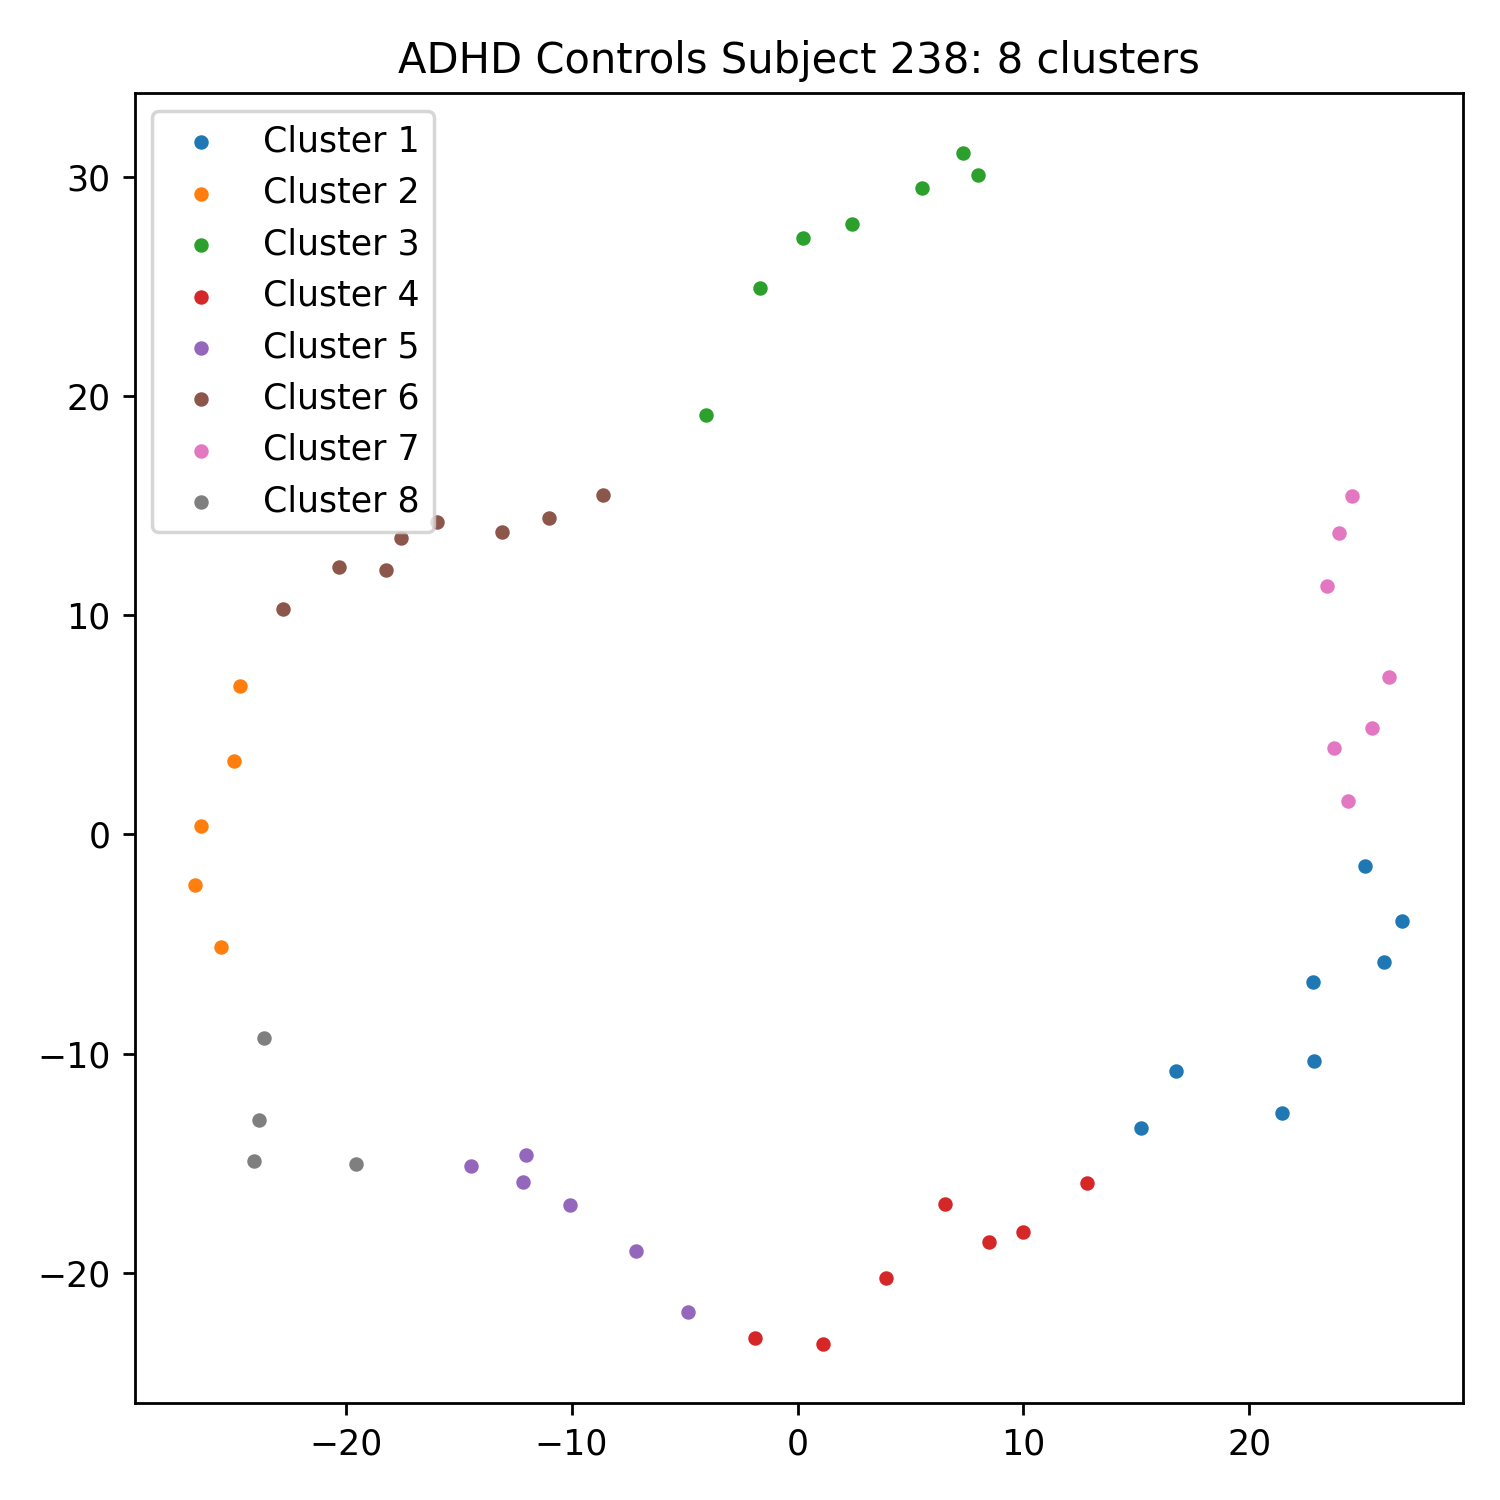 ADHD Controls Subject 238: 8 clusters
Cluster 1
Cluster 2
Cluster 3
Cluster 4
Cluster 5
Cluster 6
Cluster 7
Cluster 8
30
20
10
0
−10
−20
−20 −10 0 10 20